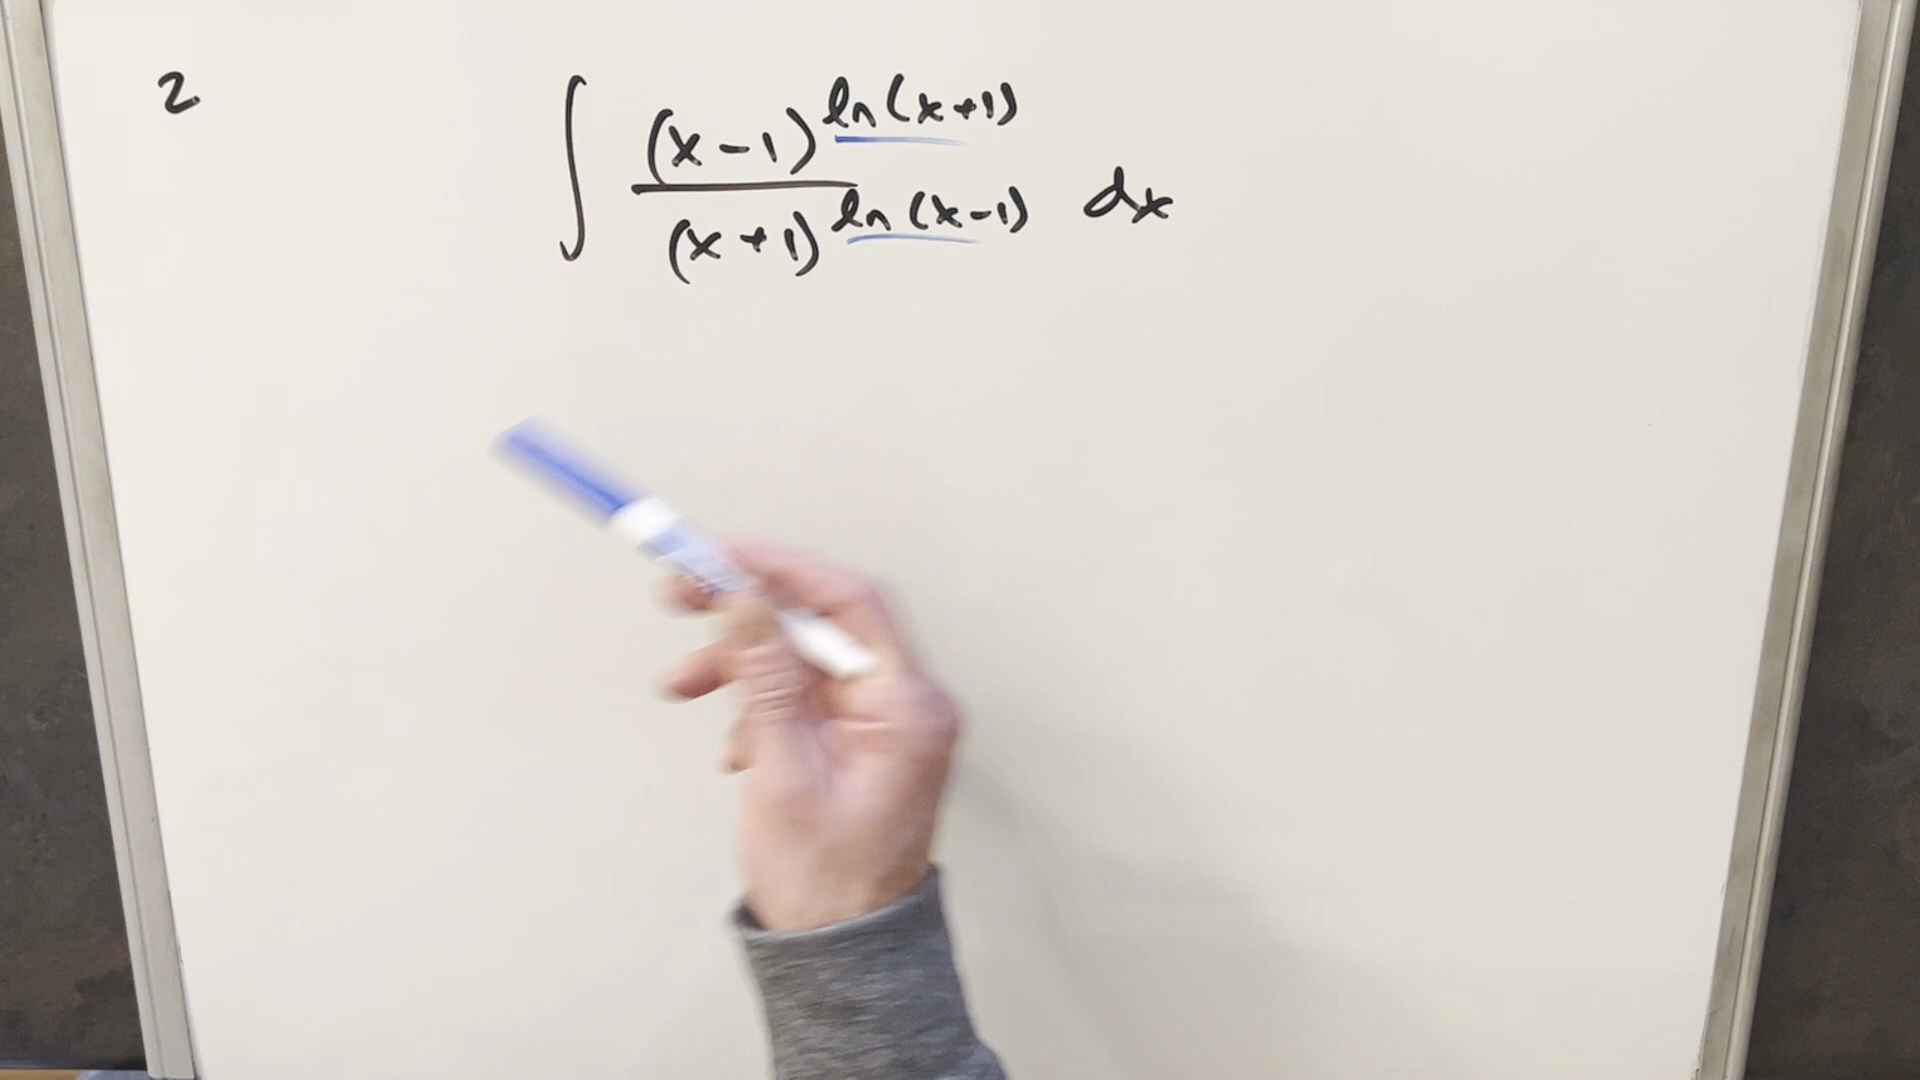 2
∫ (x-1)^ln(x+1) / (x+1)^ln(x-1) dx